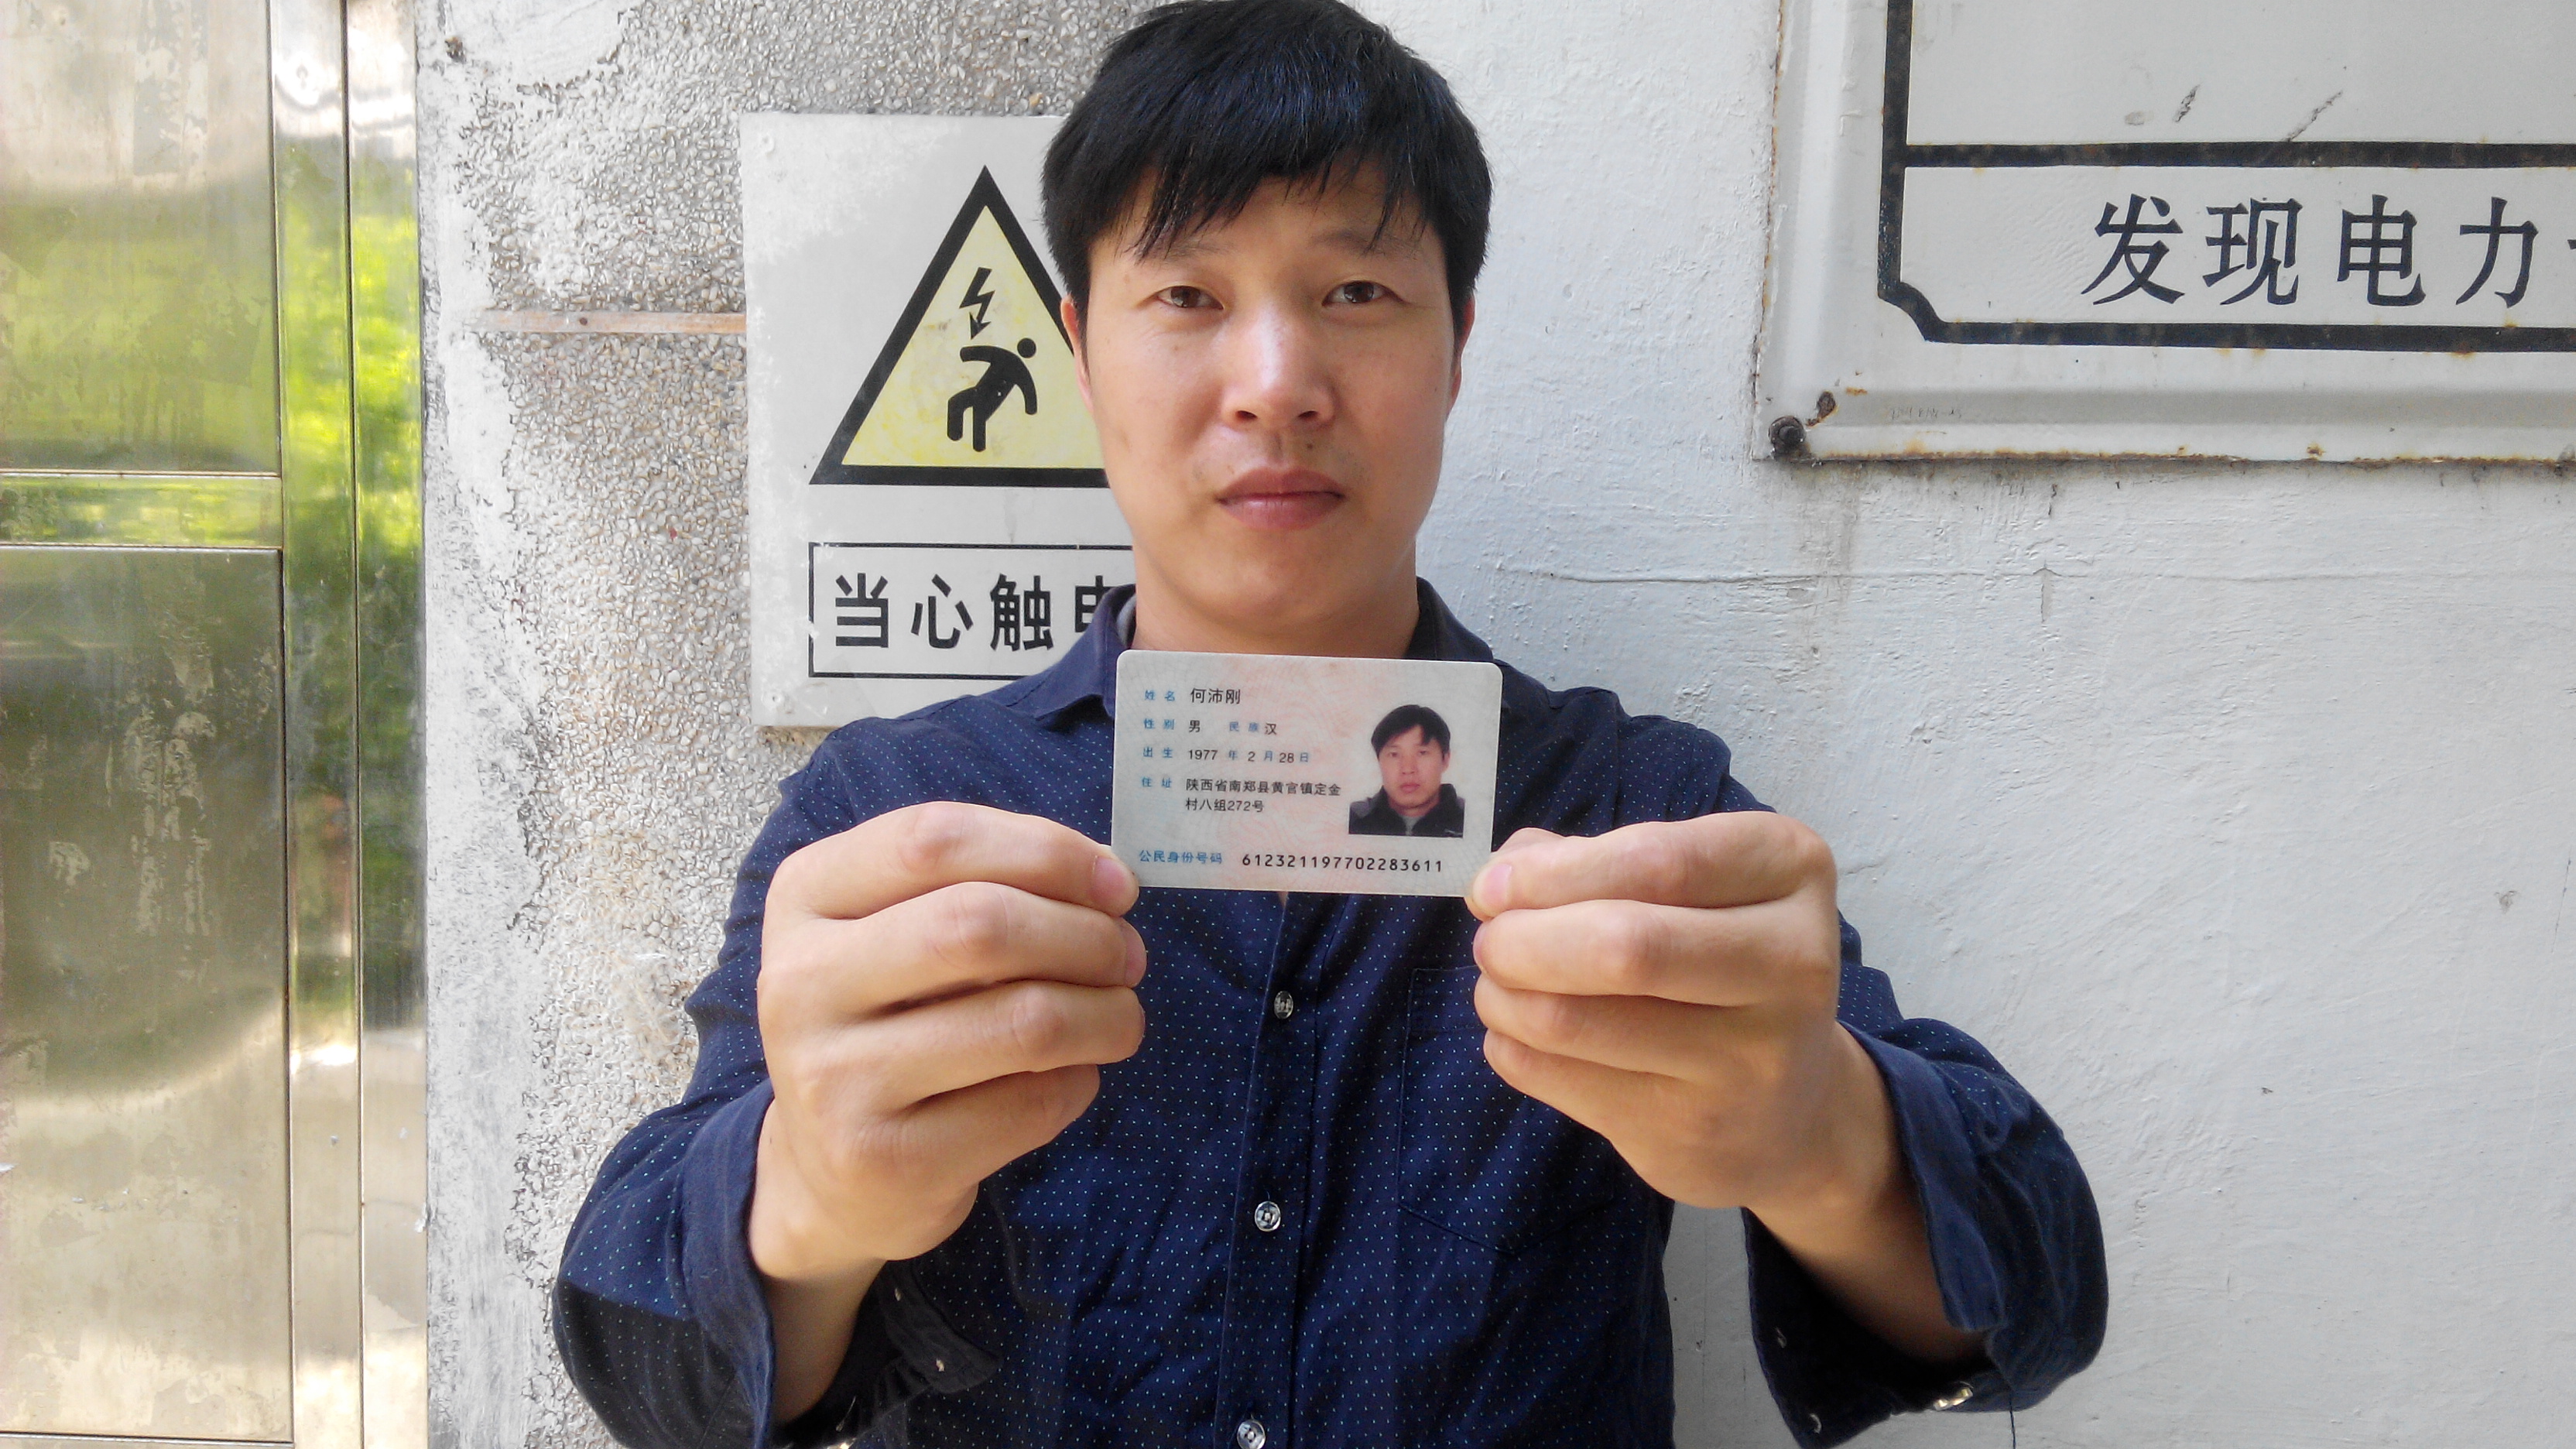 发现电力
当心触电
姓名 何沛刚
性别 男 民族 汉
出生 1977 年 2 月 28 日
住址 陕西省南郑县黄官镇定金
村八组272号
公民身份号码 612321197702283611